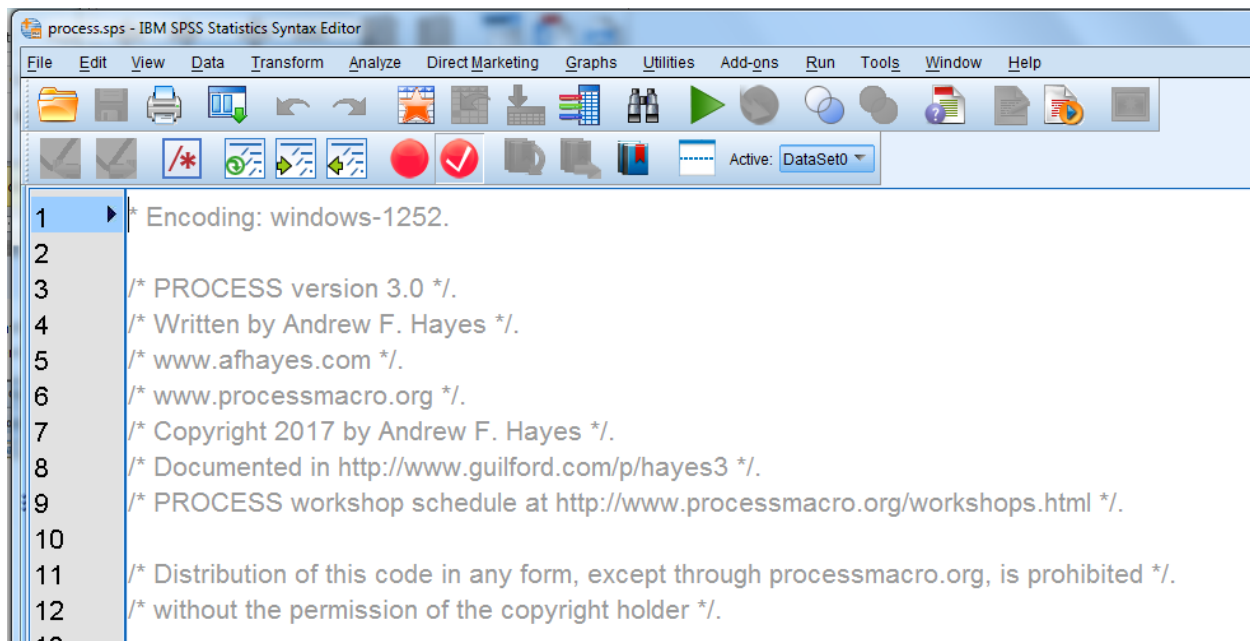 process.sps - IBM SPSS Statistics Syntax Editor
File Edit View Data Transform Analyze Direct Marketing Graphs Utilities Add-ons Run Tools Window Help
/*
Active: DataSet0
1 * Encoding: windows-1252.
2
3 /* PROCESS version 3.0 */.
4 /* Written by Andrew F. Hayes */.
5 /* www.afhayes.com */.
6 /* www.processmacro.org */.
7 /* Copyright 2017 by Andrew F. Hayes */.
8 /* Documented in http://www.guilford.com/p/hayes3 */.
9 /* PROCESS workshop schedule at http://www.processmacro.org/workshops.html */.
10
11 /* Distribution of this code in any form, except through processmacro.org, is prohibited */.
12 /* without the permission of the copyright holder */.